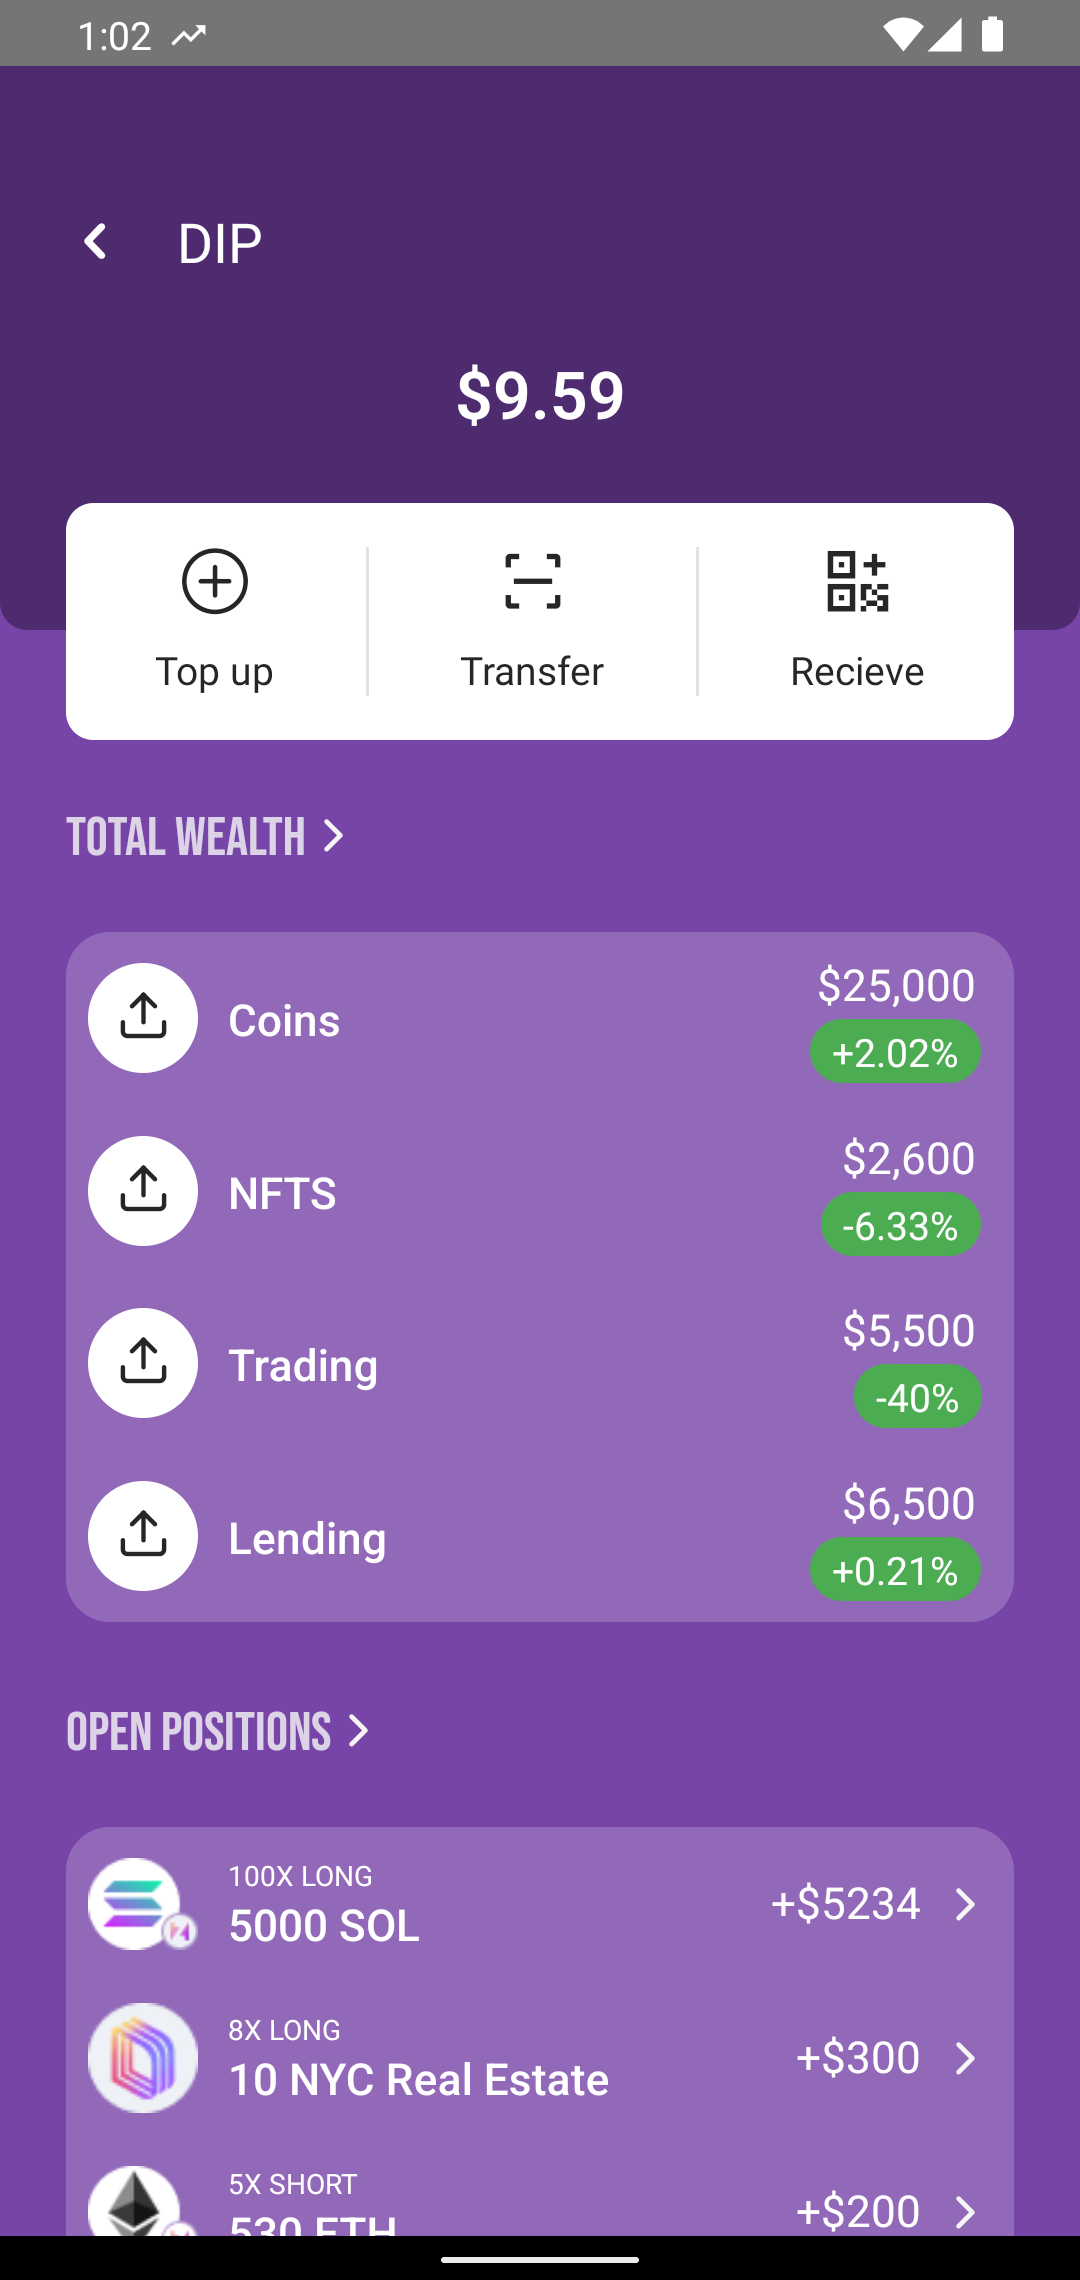 1:02
DIP
$9.59
Top up
Transfer
Recieve
TOTAL WEALTH
Coins
$25,000
+2.02%
NFTS
$2,600
-6.33%
Trading
$5,500
-40%
Lending
$6,500
+0.21%
OPEN POSITIONS
100X LONG
5000 SOL
+$5234
8X LONG
10 NYC Real Estate
+$300
5X SHORT
530 ETH
+$200